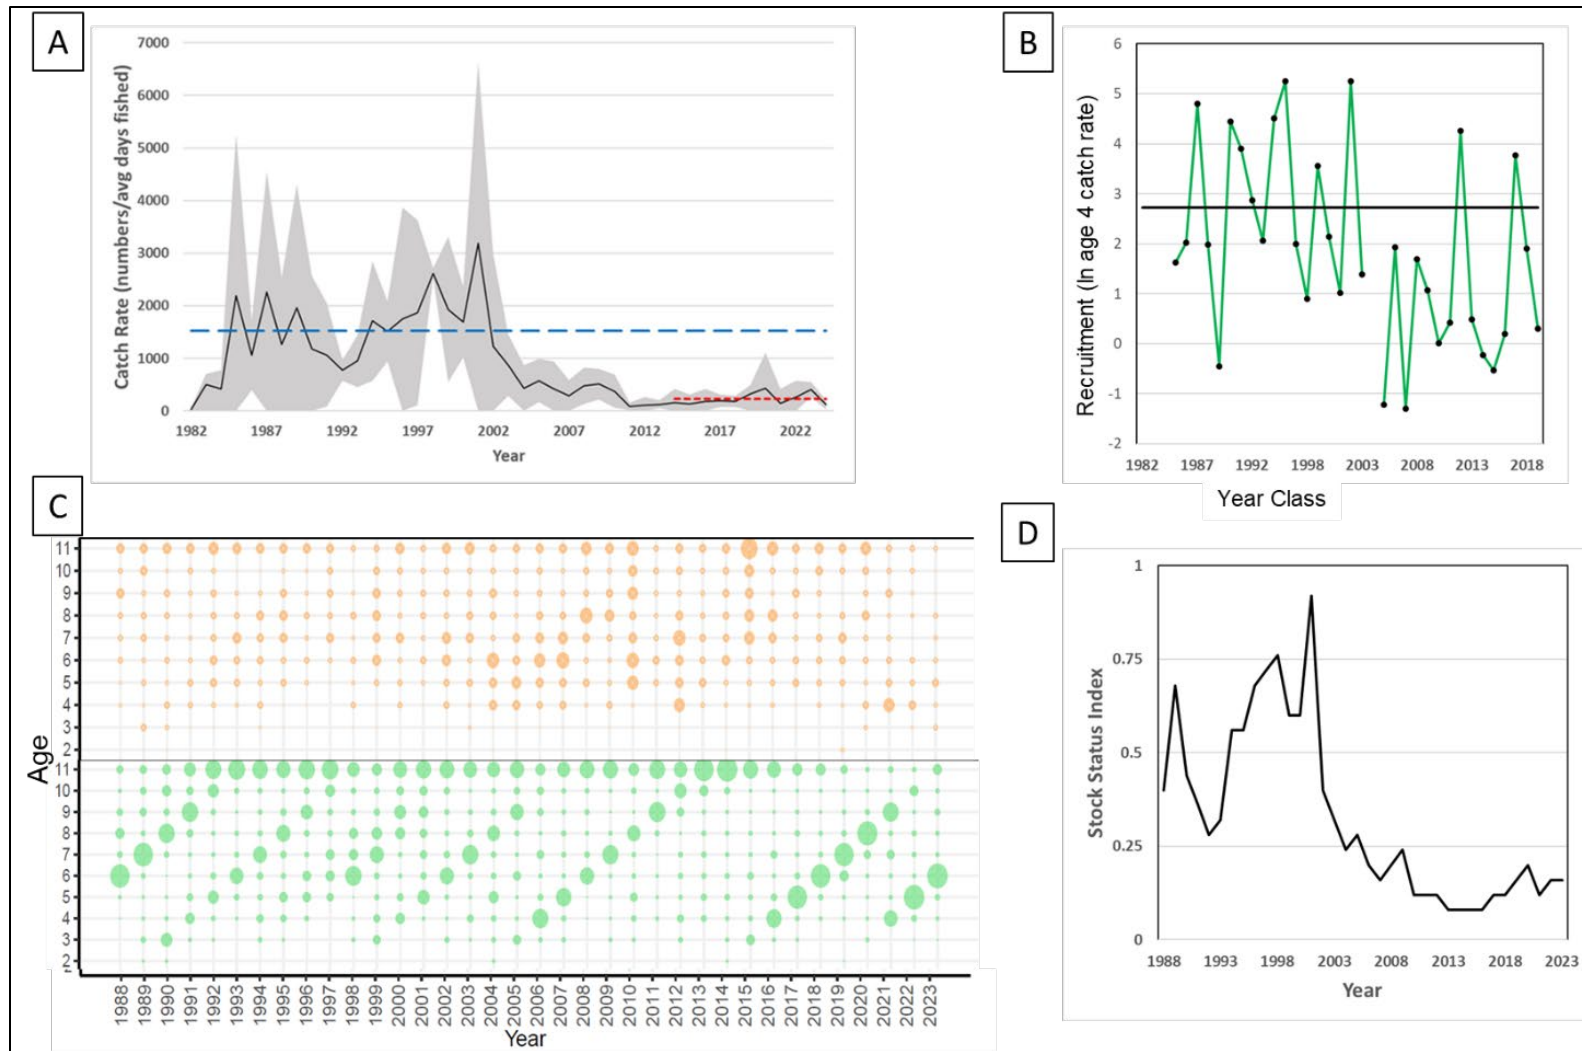 A
7000
6000
5000
4000
3000
2000
1000
0
Catch Rate (numbers/avg days fished)
1982 1987 1992 1997 2002 2007 2012 2017 2022
Year
B
6
5
4
3
2
1
0
-1
-2
Recruitment (ln age 4 catch rate)
1982 1987 1992 1998 2003 2008 2013 2018
Year Class
C
11
10
9
8
7
6
5
4
3
2
11
10
9
8
7
6
5
4
3
2
Age
1988 1989 1990 1991 1992 1993 1994 1995 1996 1997 1998 1999 2000 2001 2002 2003 2004 2005 2006 2007 2008 2009 2010 2011 2012 2013 2014 2015 2016 2017 2018 2019 2020 2021 2022 2023
Year
D
1
0.75
0.5
0.25
0
Stock Status Index
1988 1993 1998 2003 2008 2013 2018 2023
Year